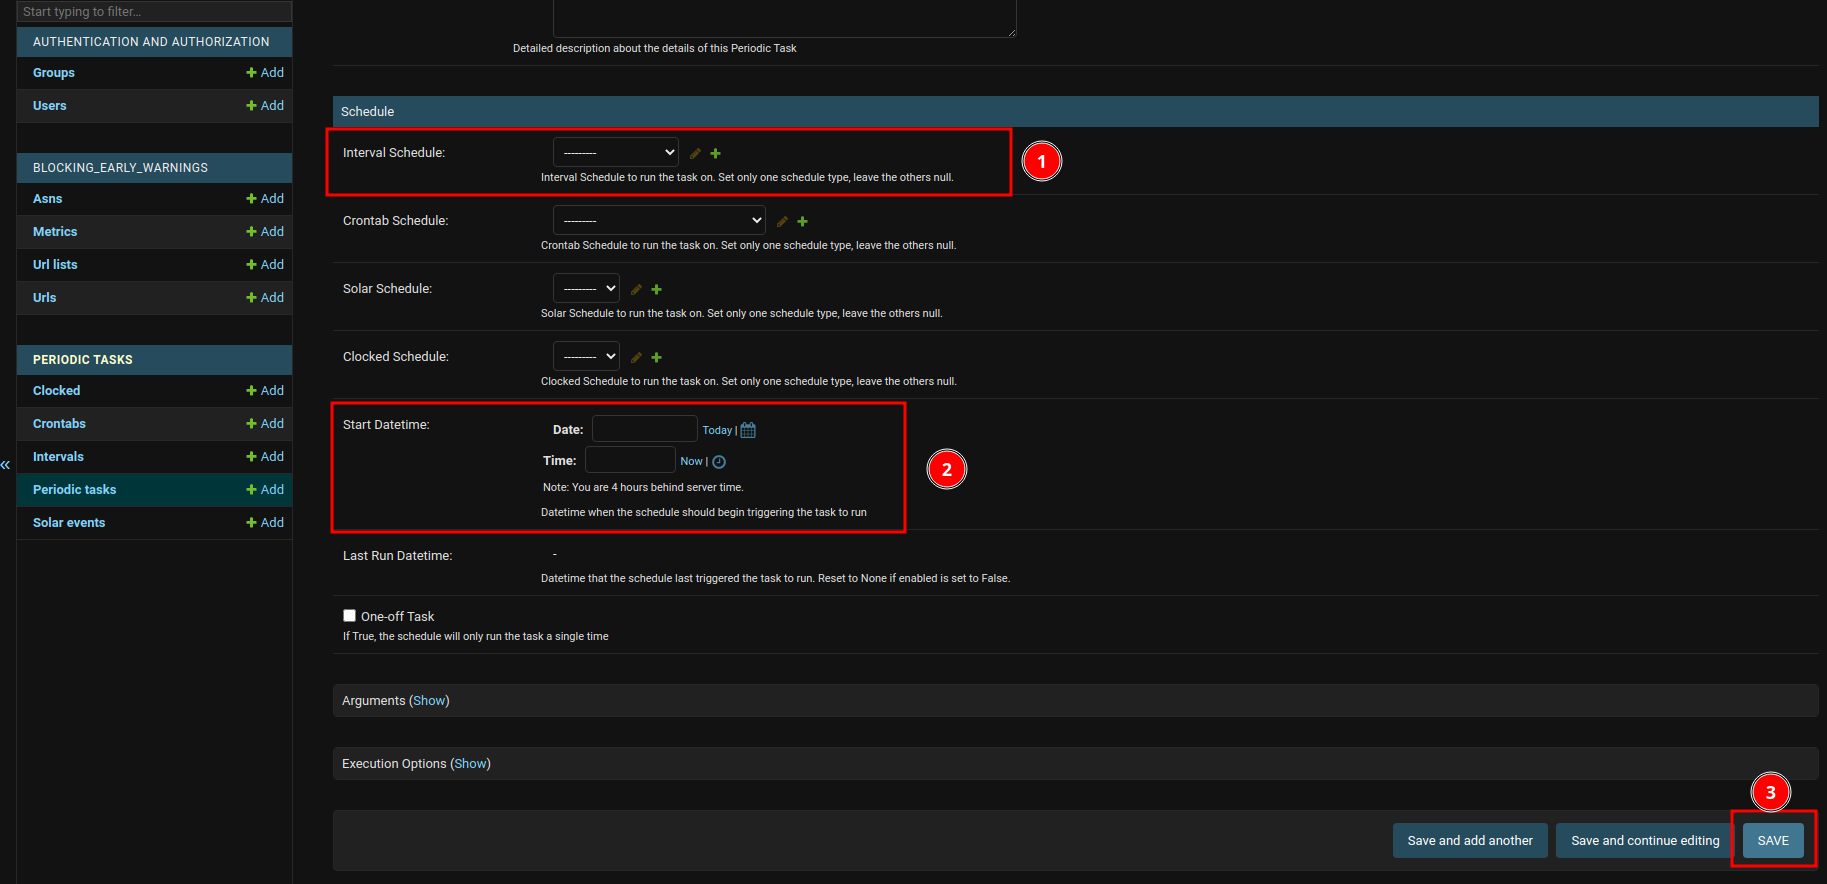 Start typing to filter...
AUTHENTICATION AND AUTHORIZATION
Groups + Add
Users + Add
BLOCKING_EARLY_WARNINGS
Asns + Add
Metrics + Add
Url lists + Add
Urls + Add
PERIODIC TASKS
Clocked + Add
Crontabs + Add
Intervals + Add
Periodic tasks + Add
Solar events + Add
«
Detailed description about the details of this Periodic Task
Schedule
Interval Schedule: ---------
1
Interval Schedule to run the task on. Set only one schedule type, leave the others null.
Crontab Schedule: ---------
Crontab Schedule to run the task on. Set only one schedule type, leave the others null.
Solar Schedule: ---------
Solar Schedule to run the task on. Set only one schedule type, leave the others null.
Clocked Schedule: ---------
Clocked Schedule to run the task on. Set only one schedule type, leave the others null.
Start Datetime: Date: Today |
Time: Now |
2
Note: You are 4 hours behind server time.
Datetime when the schedule should begin triggering the task to run
Last Run Datetime: -
Datetime that the schedule last triggered the task to run. Reset to None if enabled is set to False.
One-off Task
If True, the schedule will only run the task a single time
Arguments (Show)
Execution Options (Show)
3
Save and add another Save and continue editing SAVE